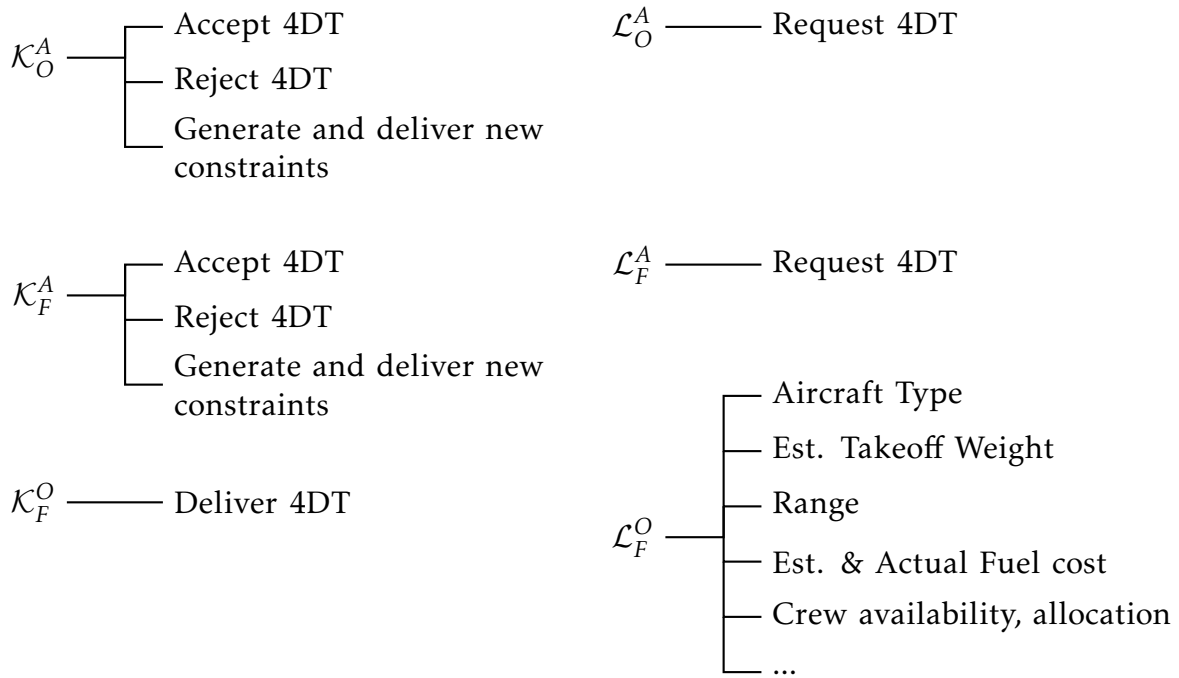 𝒦_O^A
Accept 4DT
Reject 4DT
Generate and deliver new
constraints
ℒ_O^A
Request 4DT
𝒦_F^A
Accept 4DT
Reject 4DT
Generate and deliver new
constraints
ℒ_F^A
Request 4DT
𝒦_F^O
Deliver 4DT
ℒ_F^O
Aircraft Type
Est. Takeoff Weight
Range
Est. & Actual Fuel cost
Crew availability, allocation
...